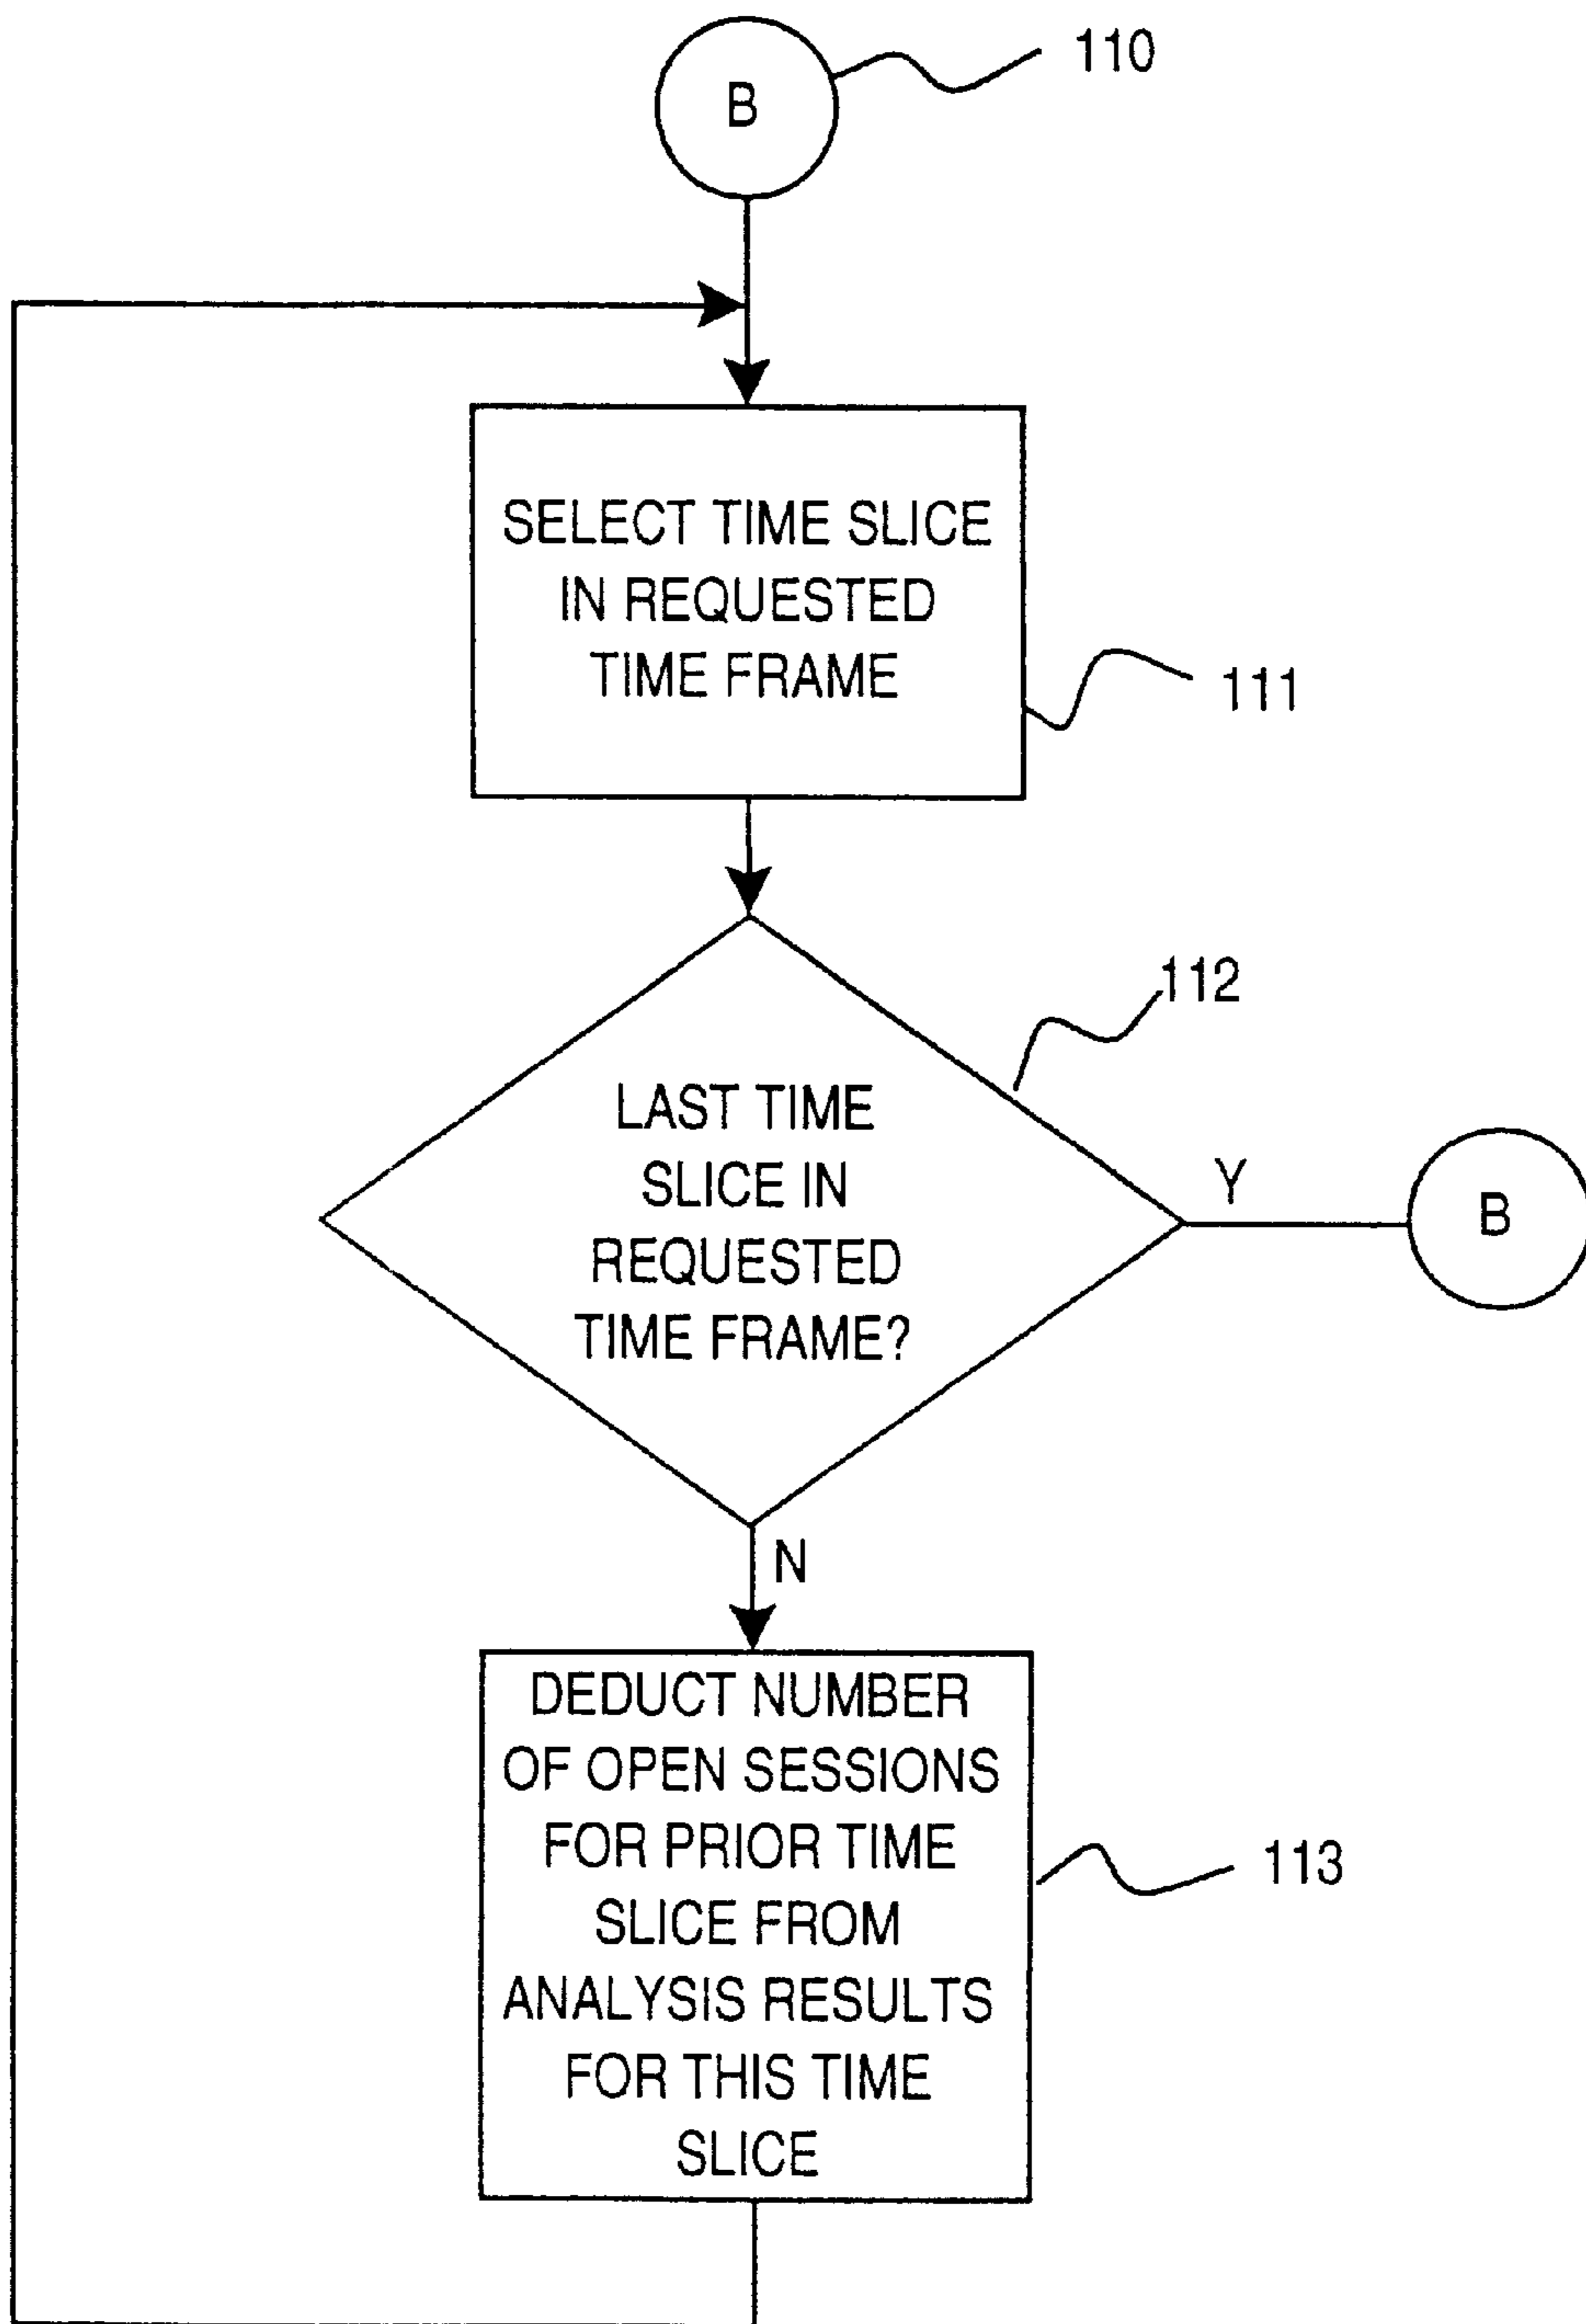 B
110
SELECT TIME SLICE
IN REQUESTED
TIME FRAME
111
112
LAST TIME
SLICE IN
REQUESTED
TIME FRAME?
Y
B
N
DEDUCT NUMBER
OF OPEN SESSIONS
FOR PRIOR TIME
SLICE FROM
ANALYSIS RESULTS
FOR THIS TIME
SLICE
113